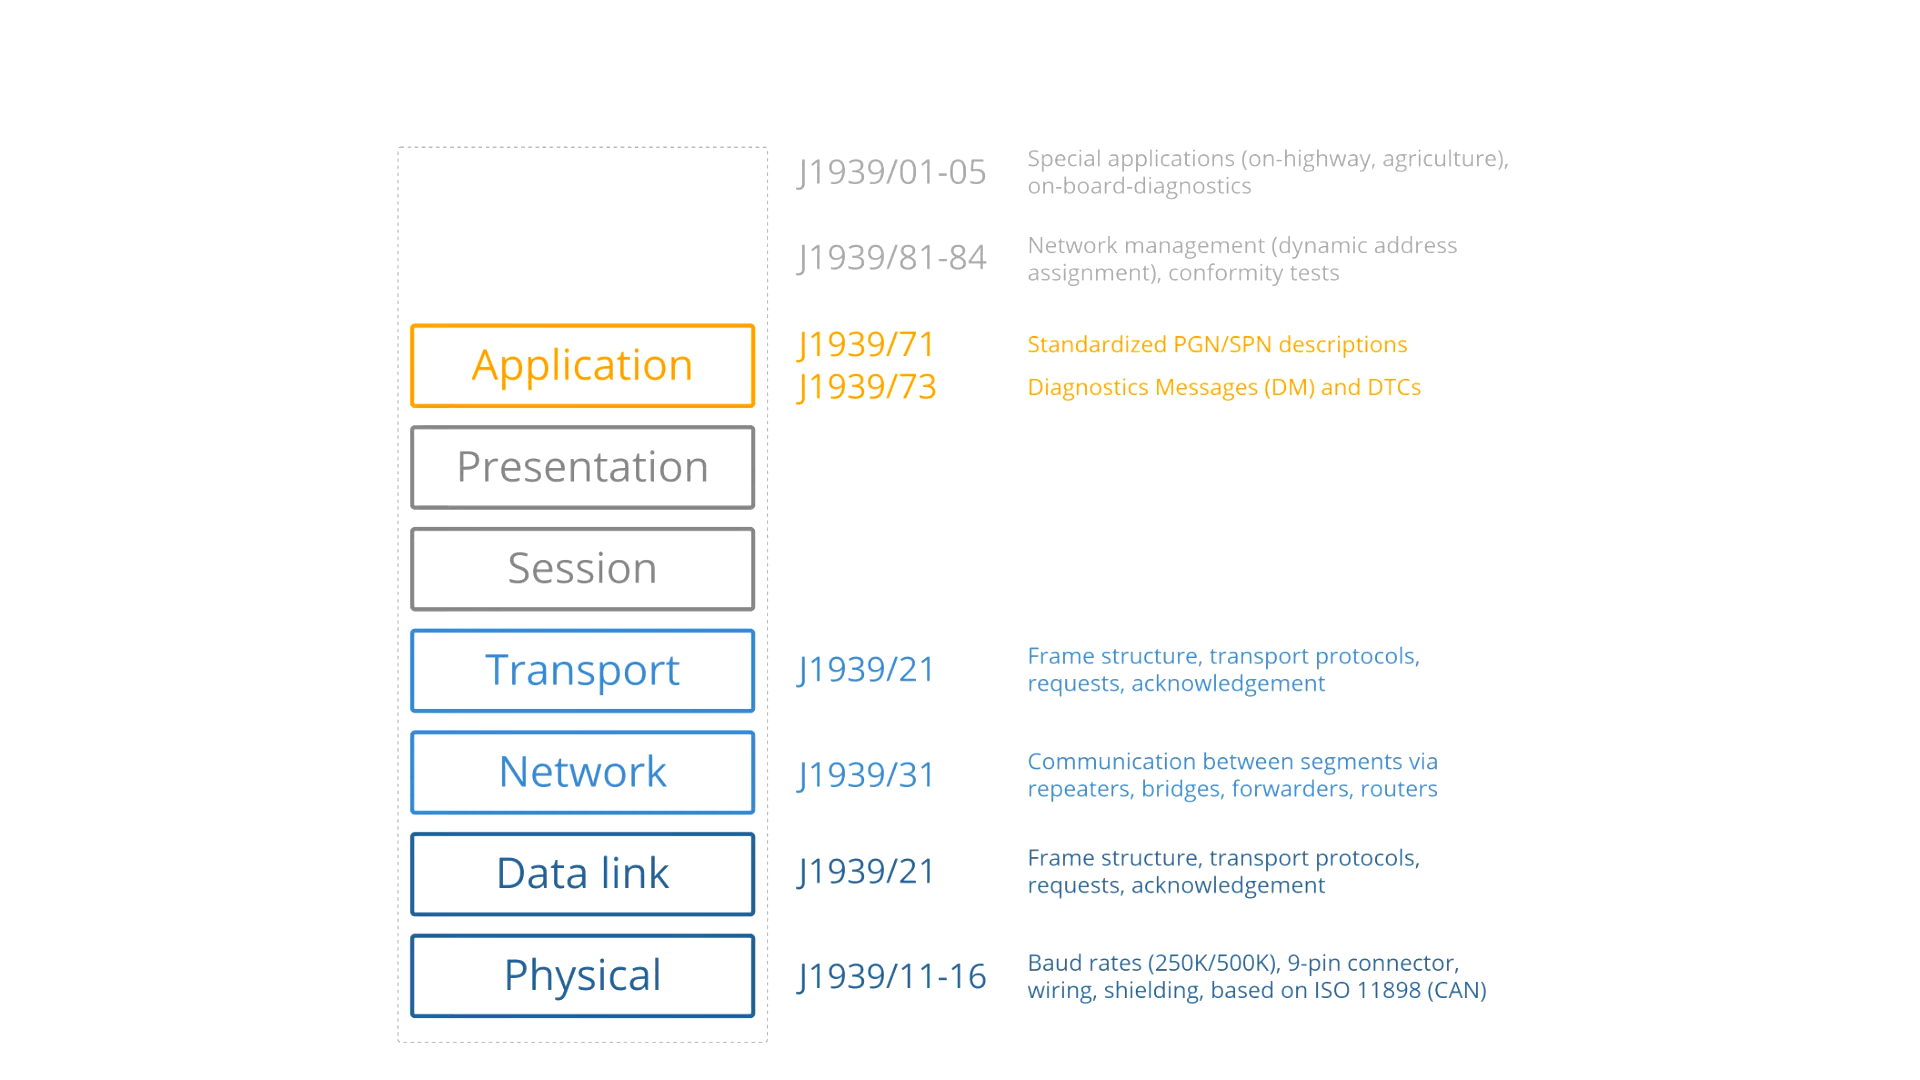 J1939/01-05
Special applications (on-highway, agriculture),
on-board-diagnostics
J1939/81-84
Network management (dynamic address
assignment), conformity tests
Application
J1939/71
Standardized PGN/SPN descriptions
J1939/73
Diagnostics Messages (DM) and DTCs
Presentation
Session
Transport
J1939/21
Frame structure, transport protocols,
requests, acknowledgement
Network
J1939/31
Communication between segments via
repeaters, bridges, forwarders, routers
Data link
J1939/21
Frame structure, transport protocols,
requests, acknowledgement
Physical
J1939/11-16
Baud rates (250K/500K), 9-pin connector,
wiring, shielding, based on ISO 11898 (CAN)